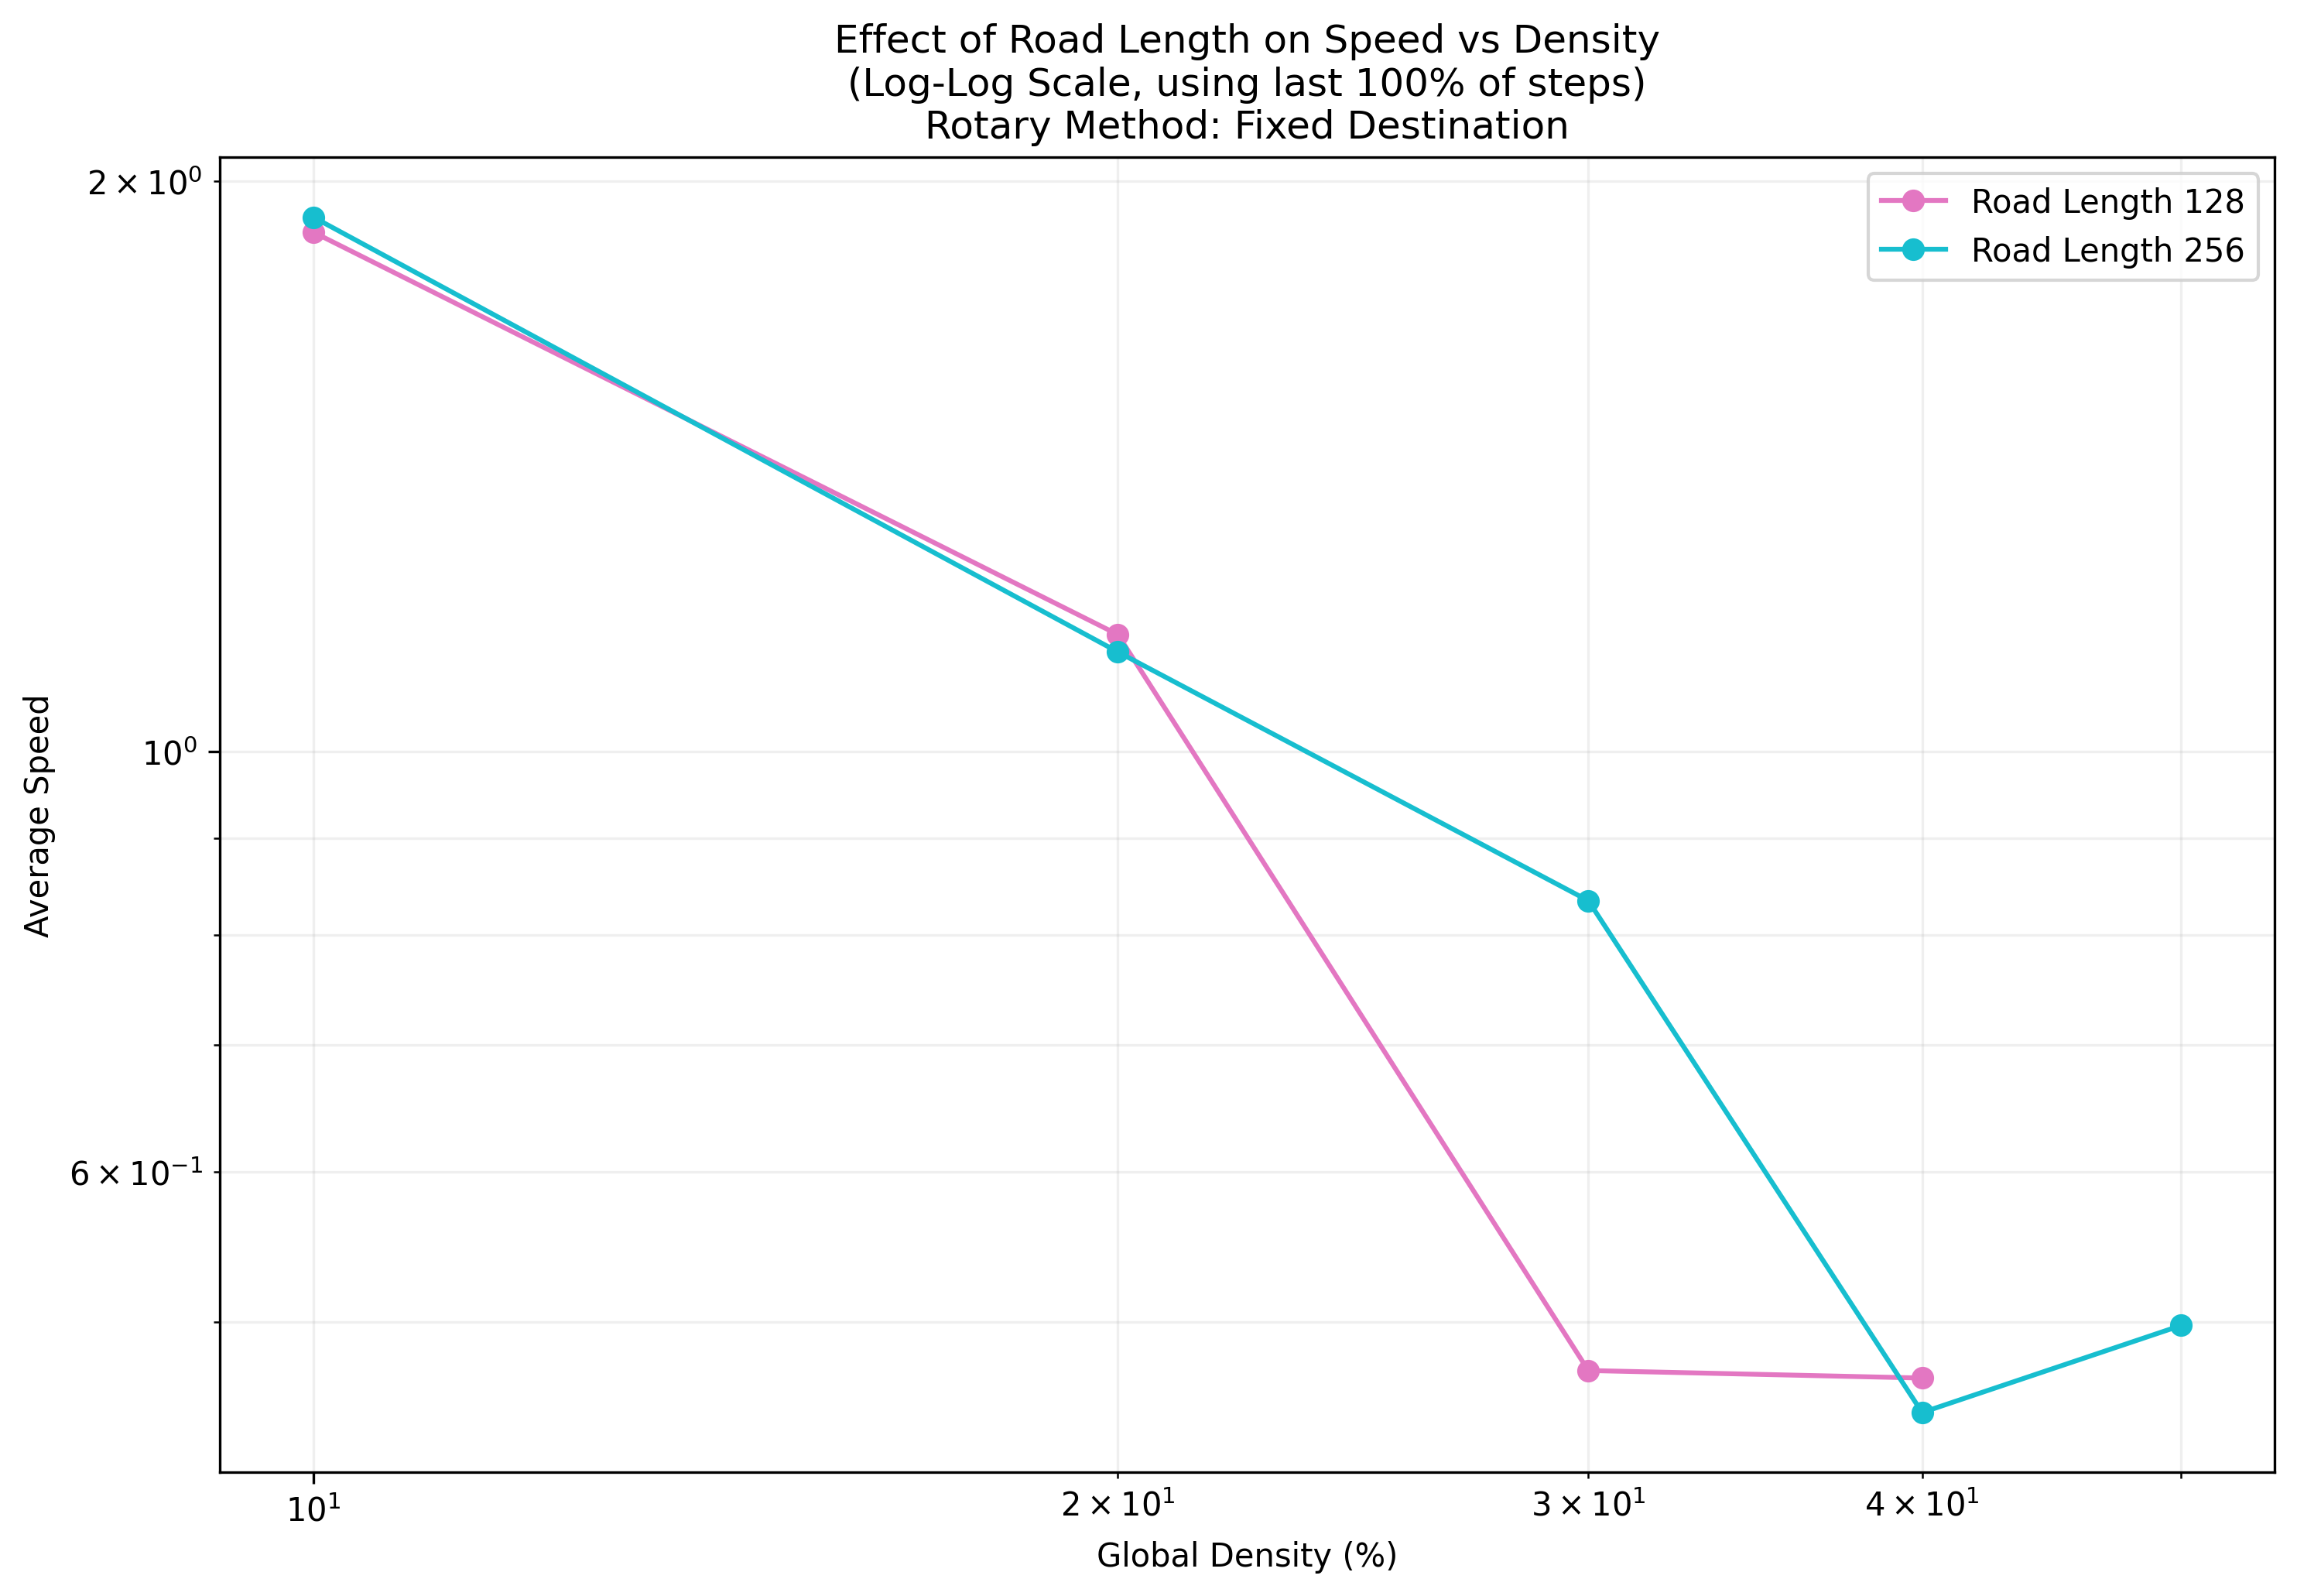 Effect of Road Length on Speed vs Density
(Log-Log Scale, using last 100% of steps)
Rotary Method: Fixed Destination
2 × 10⁰
10⁰
6 × 10⁻¹
Average Speed
Road Length 128
Road Length 256
10¹
2 × 10¹
3 × 10¹
4 × 10¹
Global Density (%)